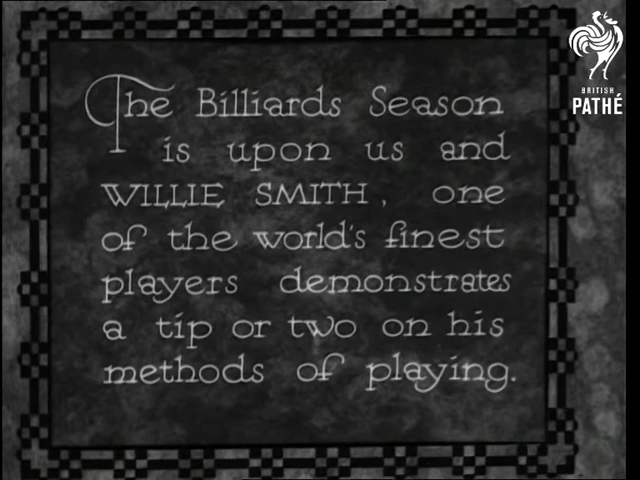 The Billiards Season
is upon us and
WILLIE SMITH, one
of the world's finest
players demonstrates
a tip or two on his
methods of playing.
BRITISH
PATHÉ